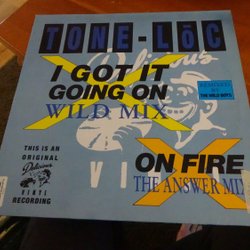 TONE-LōC
Delicious
I GOT IT
GOING ON
WILD MIX
THE WILD BOYS
THIS IS AN
ORIGINAL
Delicious
VINYL
RECORDING
ON FIRE
THE ANSWER MIX